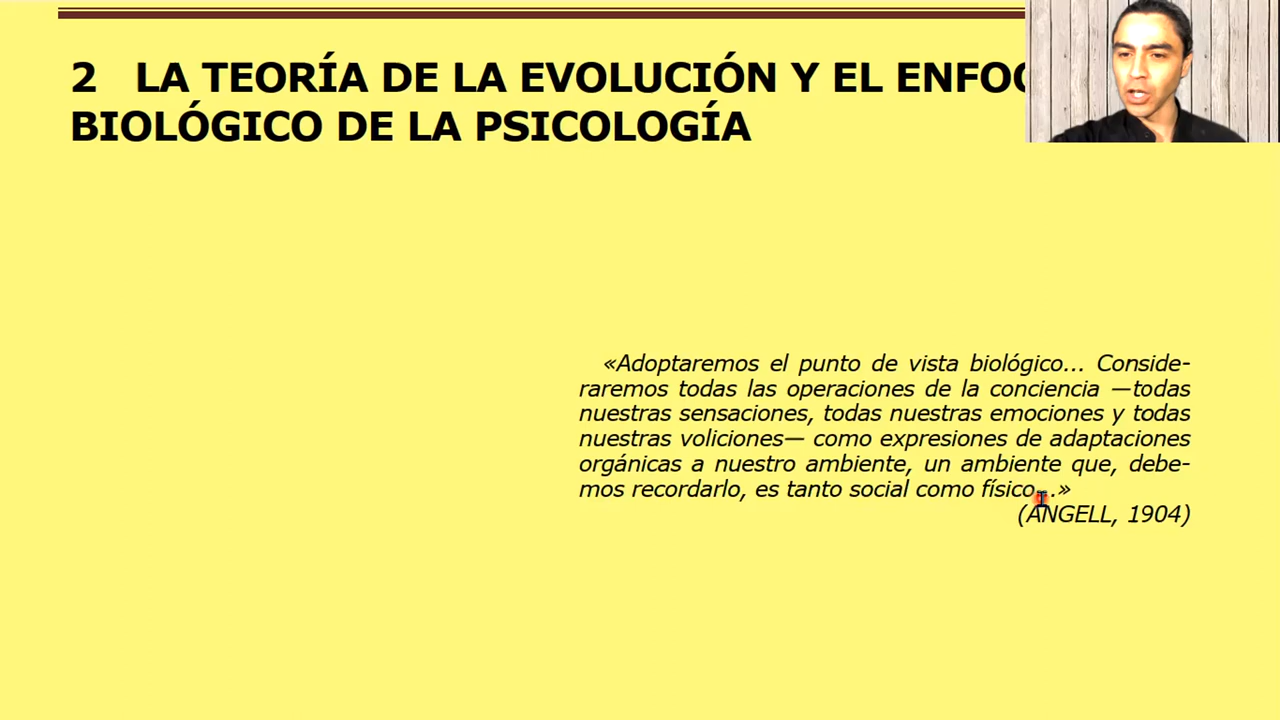 2 LA TEORÍA DE LA EVOLUCIÓN Y EL
BIOLÓGICO DE LA PSICOLOGÍA
«Adoptaremos el punto de vista biológico... Conside-
raremos todas las operaciones de la conciencia —todas
nuestras sensaciones, todas nuestras emociones y todas
nuestras voliciones— como expresiones de adaptaciones
orgánicas a nuestro ambiente, un ambiente que, debe-
mos recordarlo, es tanto social como físico...»
(ANGELL, 1904)